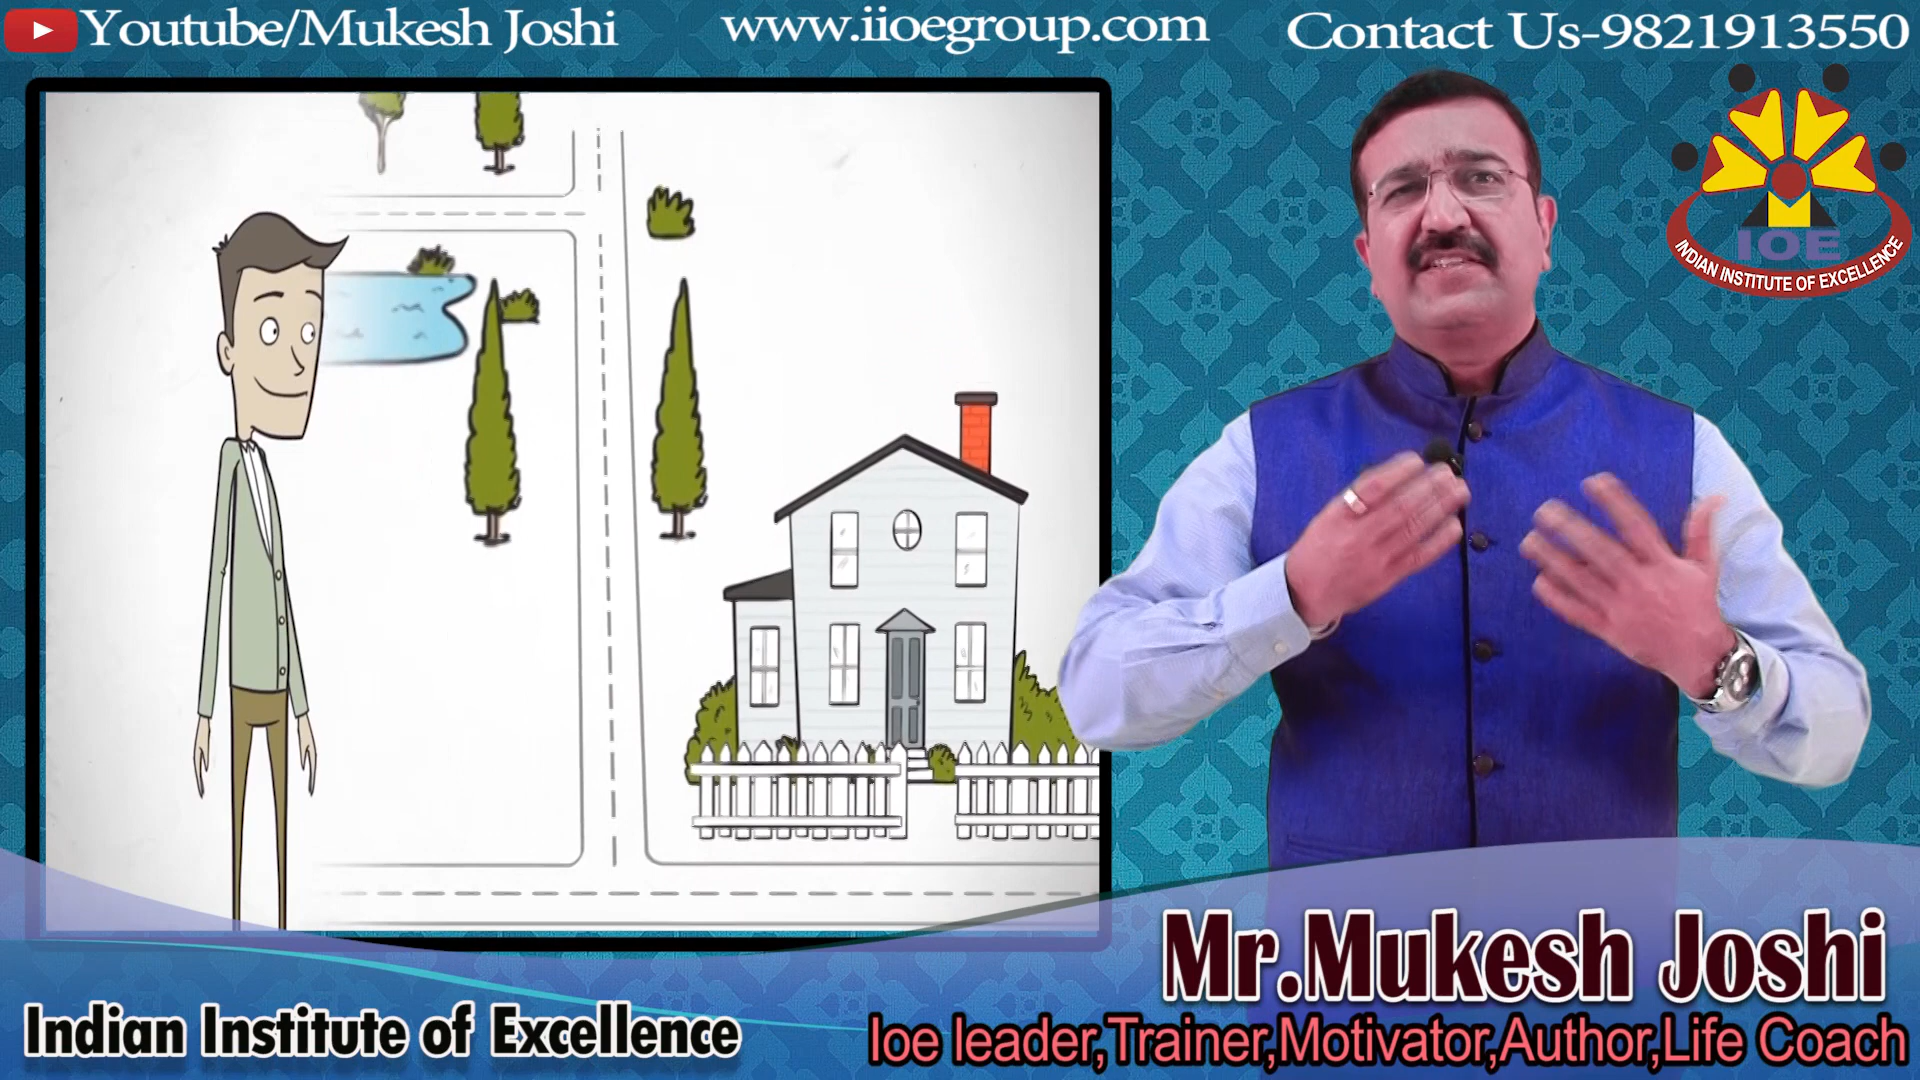 Youtube/Mukesh Joshi
www.iioegroup.com
Contact Us-9821913550
IOE
INDIAN INSTITUTE OF EXCELLENCE
Mr.Mukesh Joshi
Indian Institute of Excellence
Ioe leader,Trainer,Motivator,Author,Life Coach